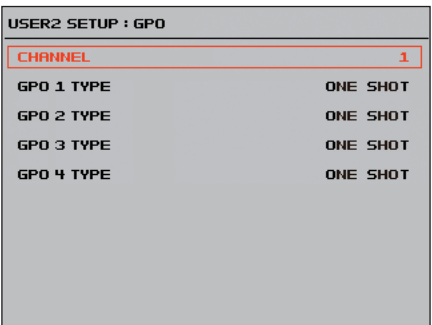 USER2 SETUP : GPO
CHANNEL 1
GPO 1 TYPE ONE SHOT
GPO 2 TYPE ONE SHOT
GPO 3 TYPE ONE SHOT
GPO 4 TYPE ONE SHOT